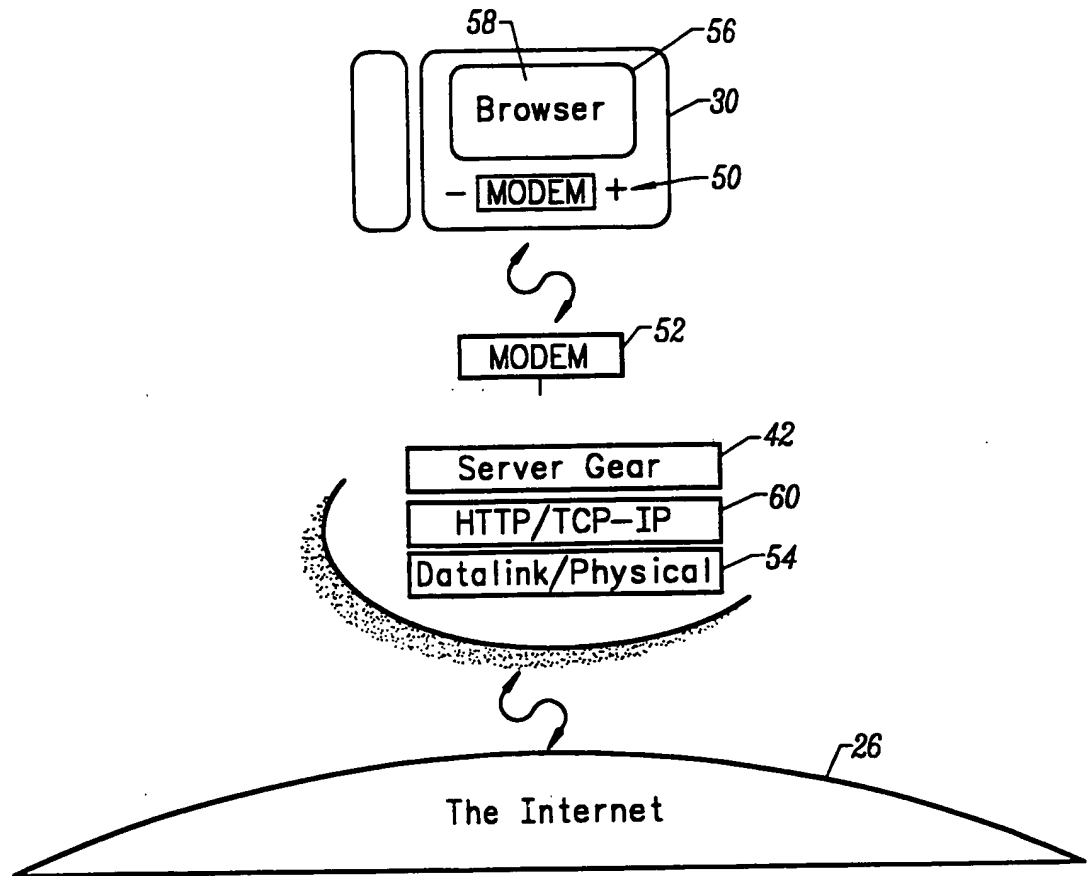 58
56
Browser
30
- MODEM +
50
MODEM
52
Server Gear
42
HTTP/TCP-IP
60
Datalink/Physical
54
26
The Internet